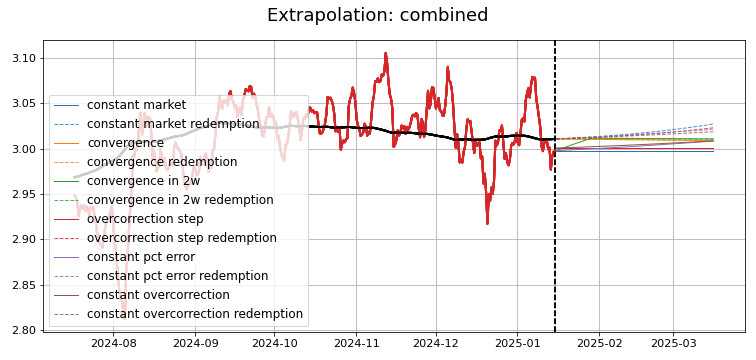 Extrapolation: combined
3.10
3.05
3.00
2.95
2.90
2.85
2.80
constant market
constant market redemption
convergence
convergence redemption
convergence in 2w
convergence in 2w redemption
overcorrection step
overcorrection step redemption
constant pct error
constant pct error redemption
constant overcorrection
constant overcorrection redemption
2024-08 2024-09 2024-10 2024-11 2024-12 2025-01 2025-02 2025-03